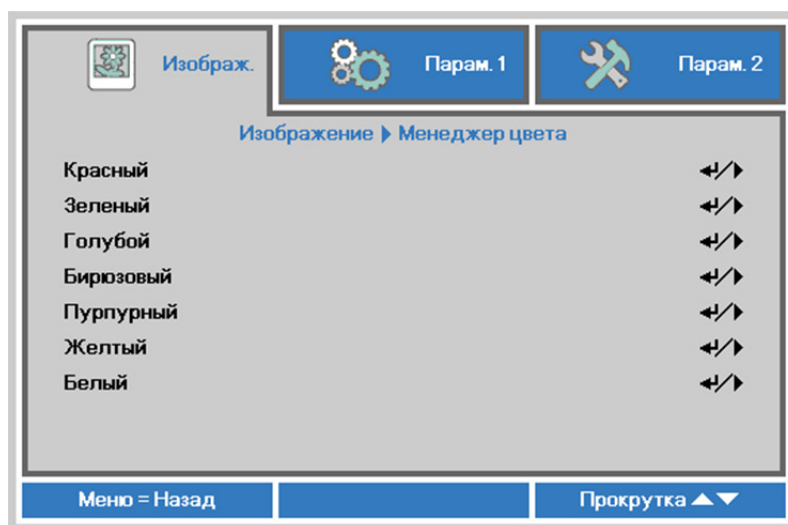 Изображ. Парам. 1 Парам. 2
Изображение ▶ Менеджер цвета
Красный ↵/▶
Зеленый ↵/▶
Голубой ↵/▶
Бирюзовый ↵/▶
Пурпурный ↵/▶
Желтый ↵/▶
Белый ↵/▶
Меню = Назад Прокрутка ▲▼